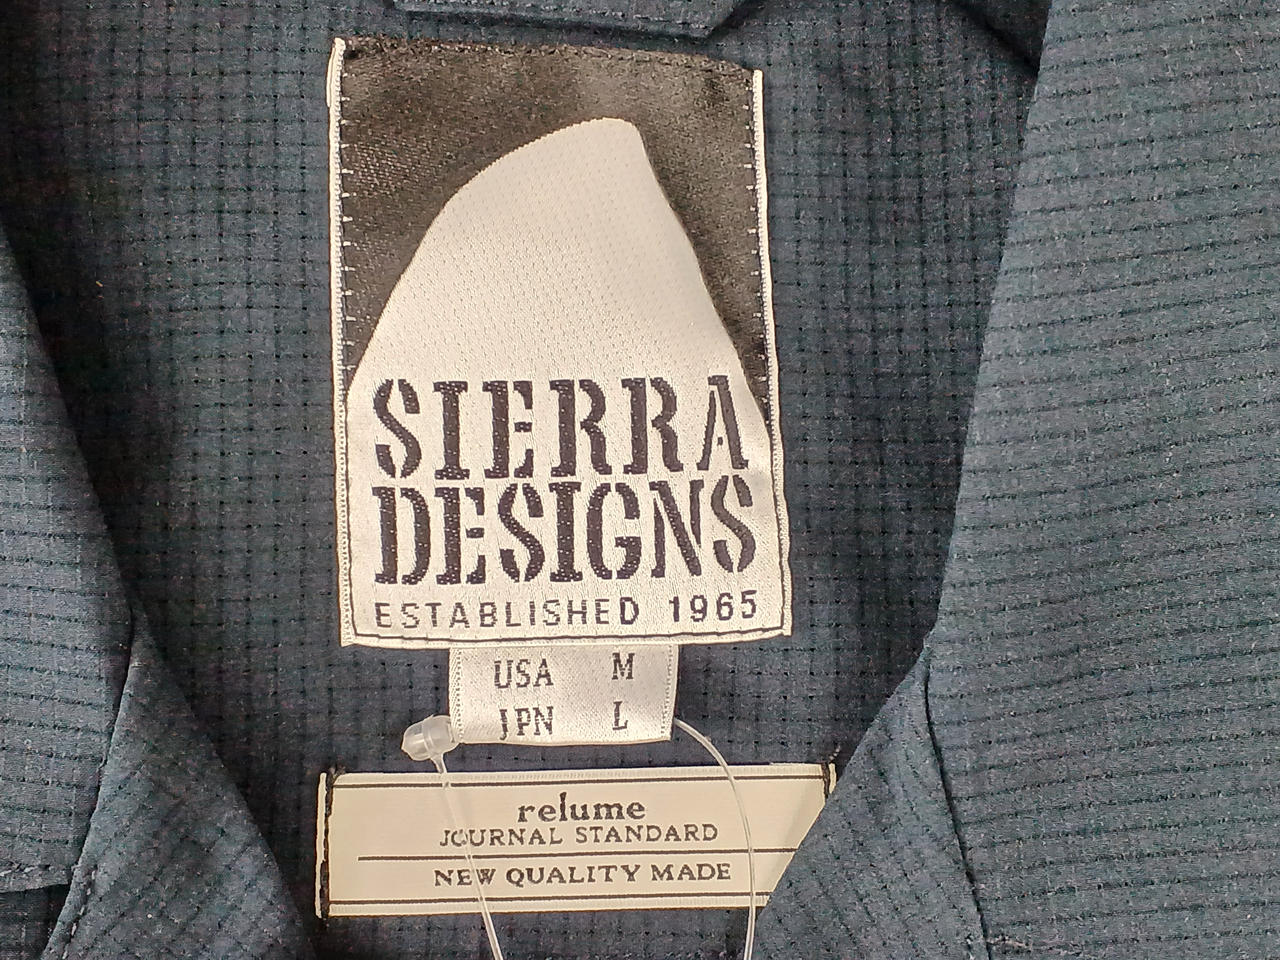 SIERRA
DESIGNS
ESTABLISHED 1965
USA M
JPN L
relume
JOURNAL STANDARD
NEW QUALITY MADE